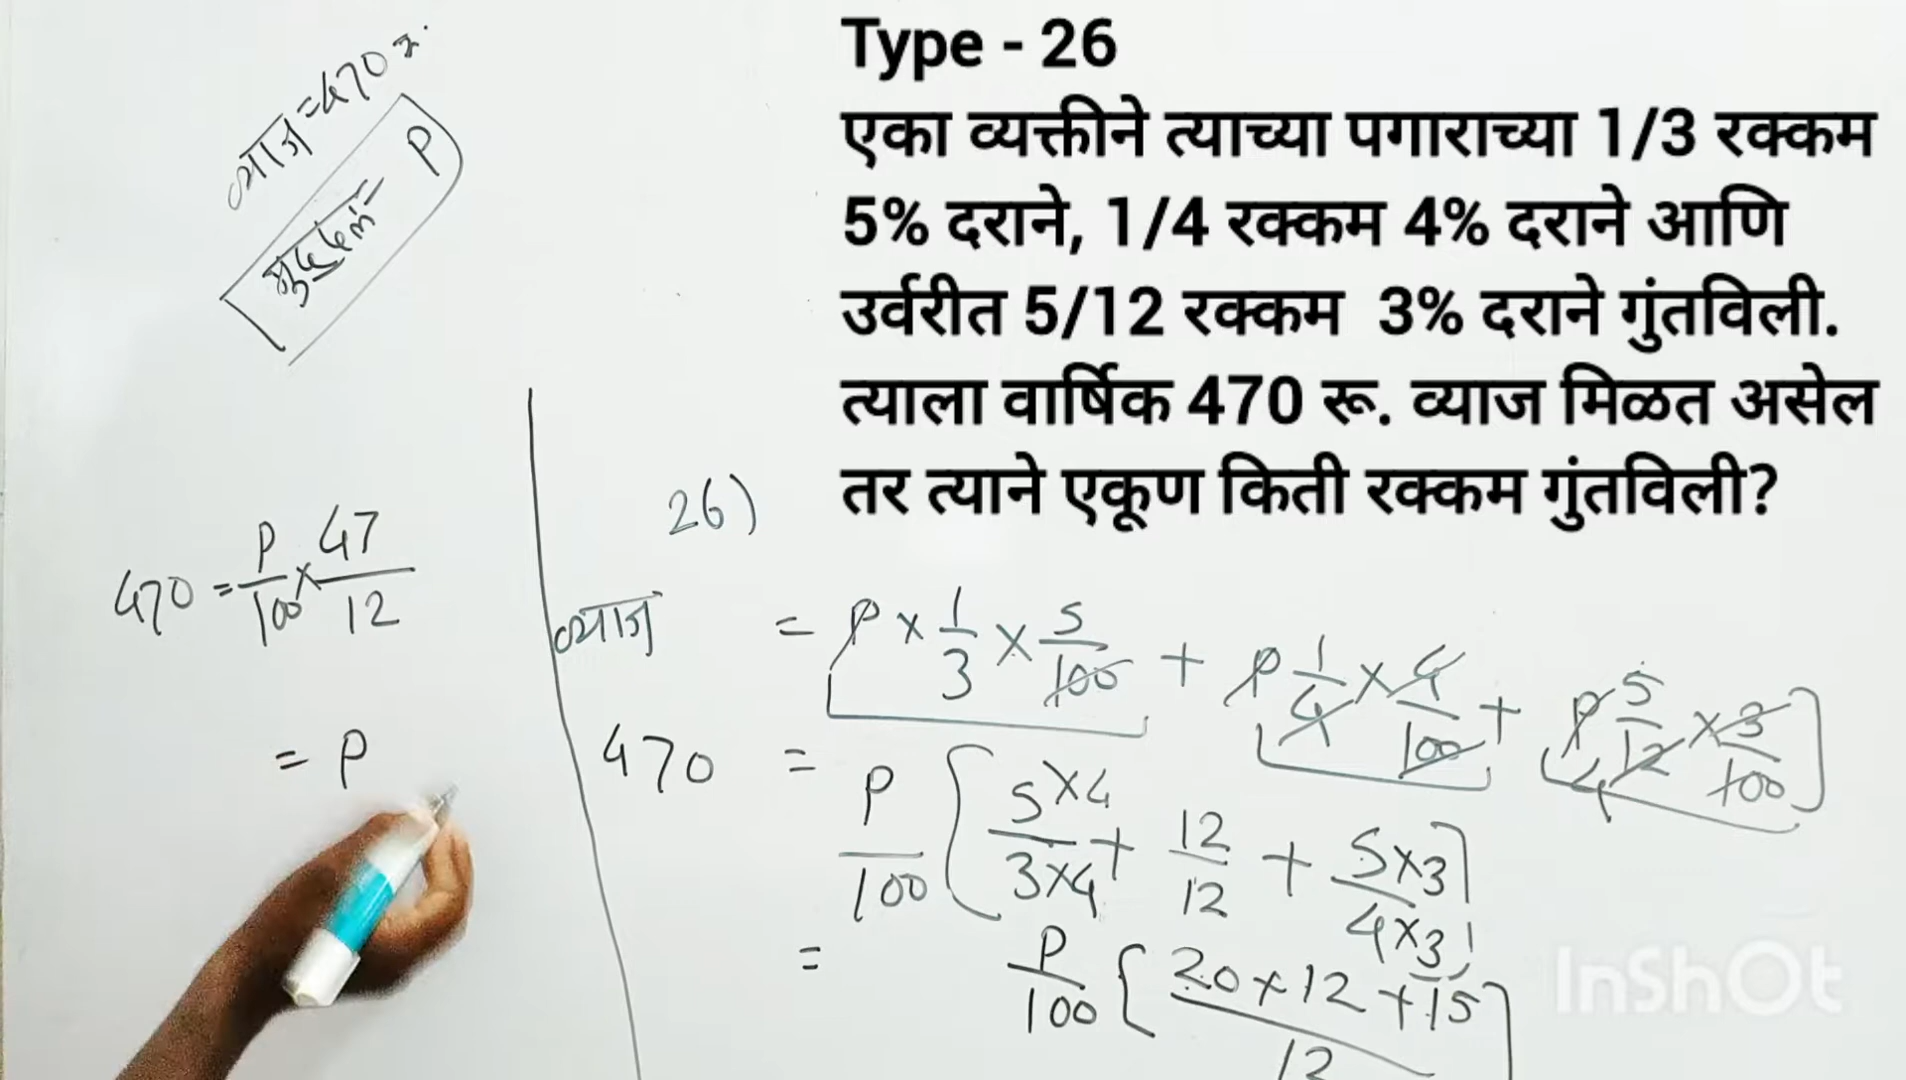 Type - 26
एका व्यक्तीने त्याच्या पगाराच्या 1/3 रक्कम
5% दराने, 1/4 रक्कम 4% दराने आणि
उर्वरीत 5/12 रक्कम 3% दराने गुंतविली.
त्याला वार्षिक 470 रू. व्याज मिळत असेल
तर त्याने एकूण किती रक्कम गुंतविली?
व्याज = 470 रु.
मुद्दल = P
26)
व्याज = P × 1/3 × 5/100 + P 1/4 × 4/100 + P 5/12 × 3/100
4
470 = P/100 [ 5×4/3×4 + 12/12 + 5×3/4×3 ]
= P/100 { 20 + 12 + 15 / 12 ]
470 = P/100 × 47/12
= P
InShOt